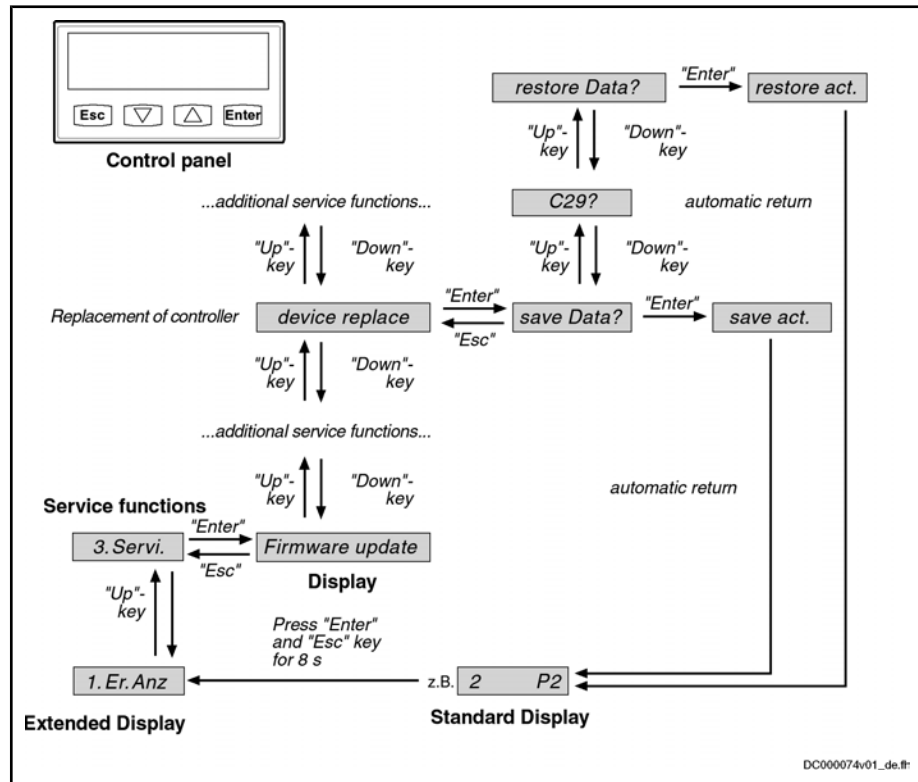 Esc
Enter
Control panel
restore Data?
"Enter"
restore act.
"Up"-
key
"Down"-
key
...additional service functions...
C29?
automatic return
"Up"-
key
"Down"-
key
"Up"-
key
"Down"-
key
Replacement of controller
device replace
"Enter"
"Esc"
save Data?
"Enter"
save act.
"Up"-
key
"Down"-
key
...additional service functions...
"Up"-
key
"Down"-
key
automatic return
Service functions
3. Servi.
"Enter"
"Esc"
Firmware update
Display
"Up"-
key
Press "Enter"
and "Esc" key
for 8 s
1. Er. Anz
z.B.
2 P2
Extended Display
Standard Display
DC000074v01_de.fh